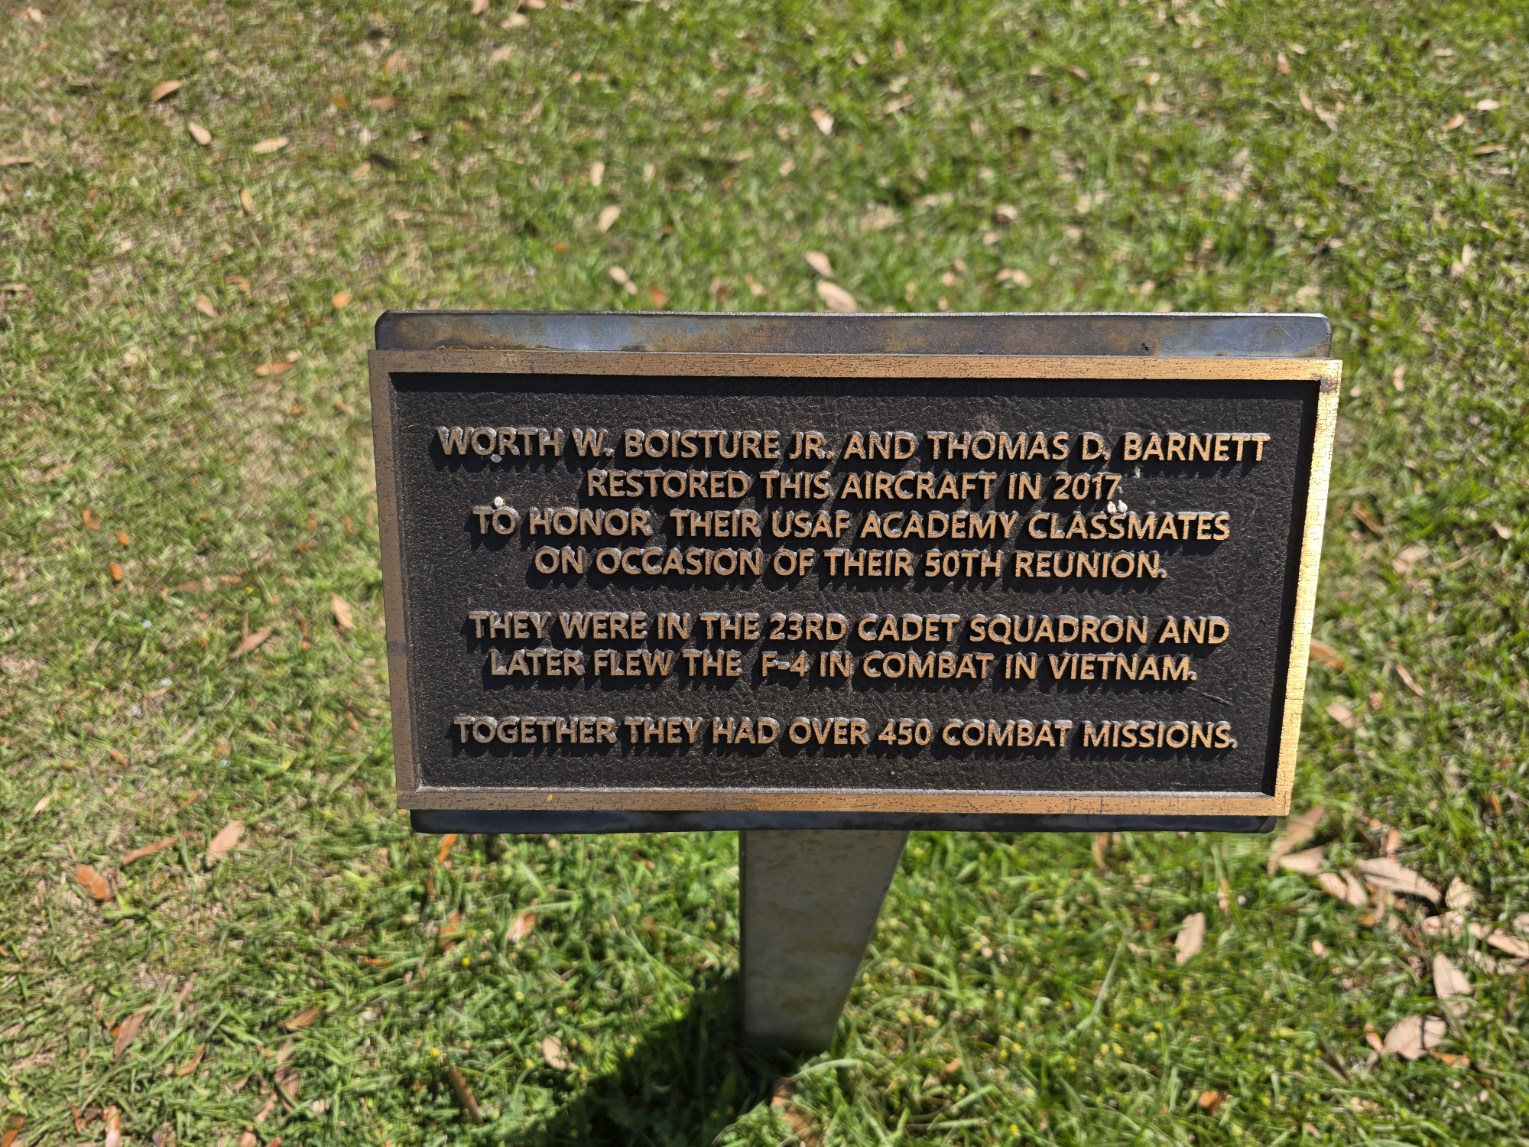 WORTH W. BOISTURE JR. AND THOMAS D. BARNETT
RESTORED THIS AIRCRAFT IN 2017
TO HONOR THEIR USAF ACADEMY CLASSMATES
ON OCCASION OF THEIR 50TH REUNION.
THEY WERE IN THE 23RD CADET SQUADRON AND
LATER FLEW THE F-4 IN COMBAT IN VIETNAM.
TOGETHER THEY HAD OVER 450 COMBAT MISSIONS.